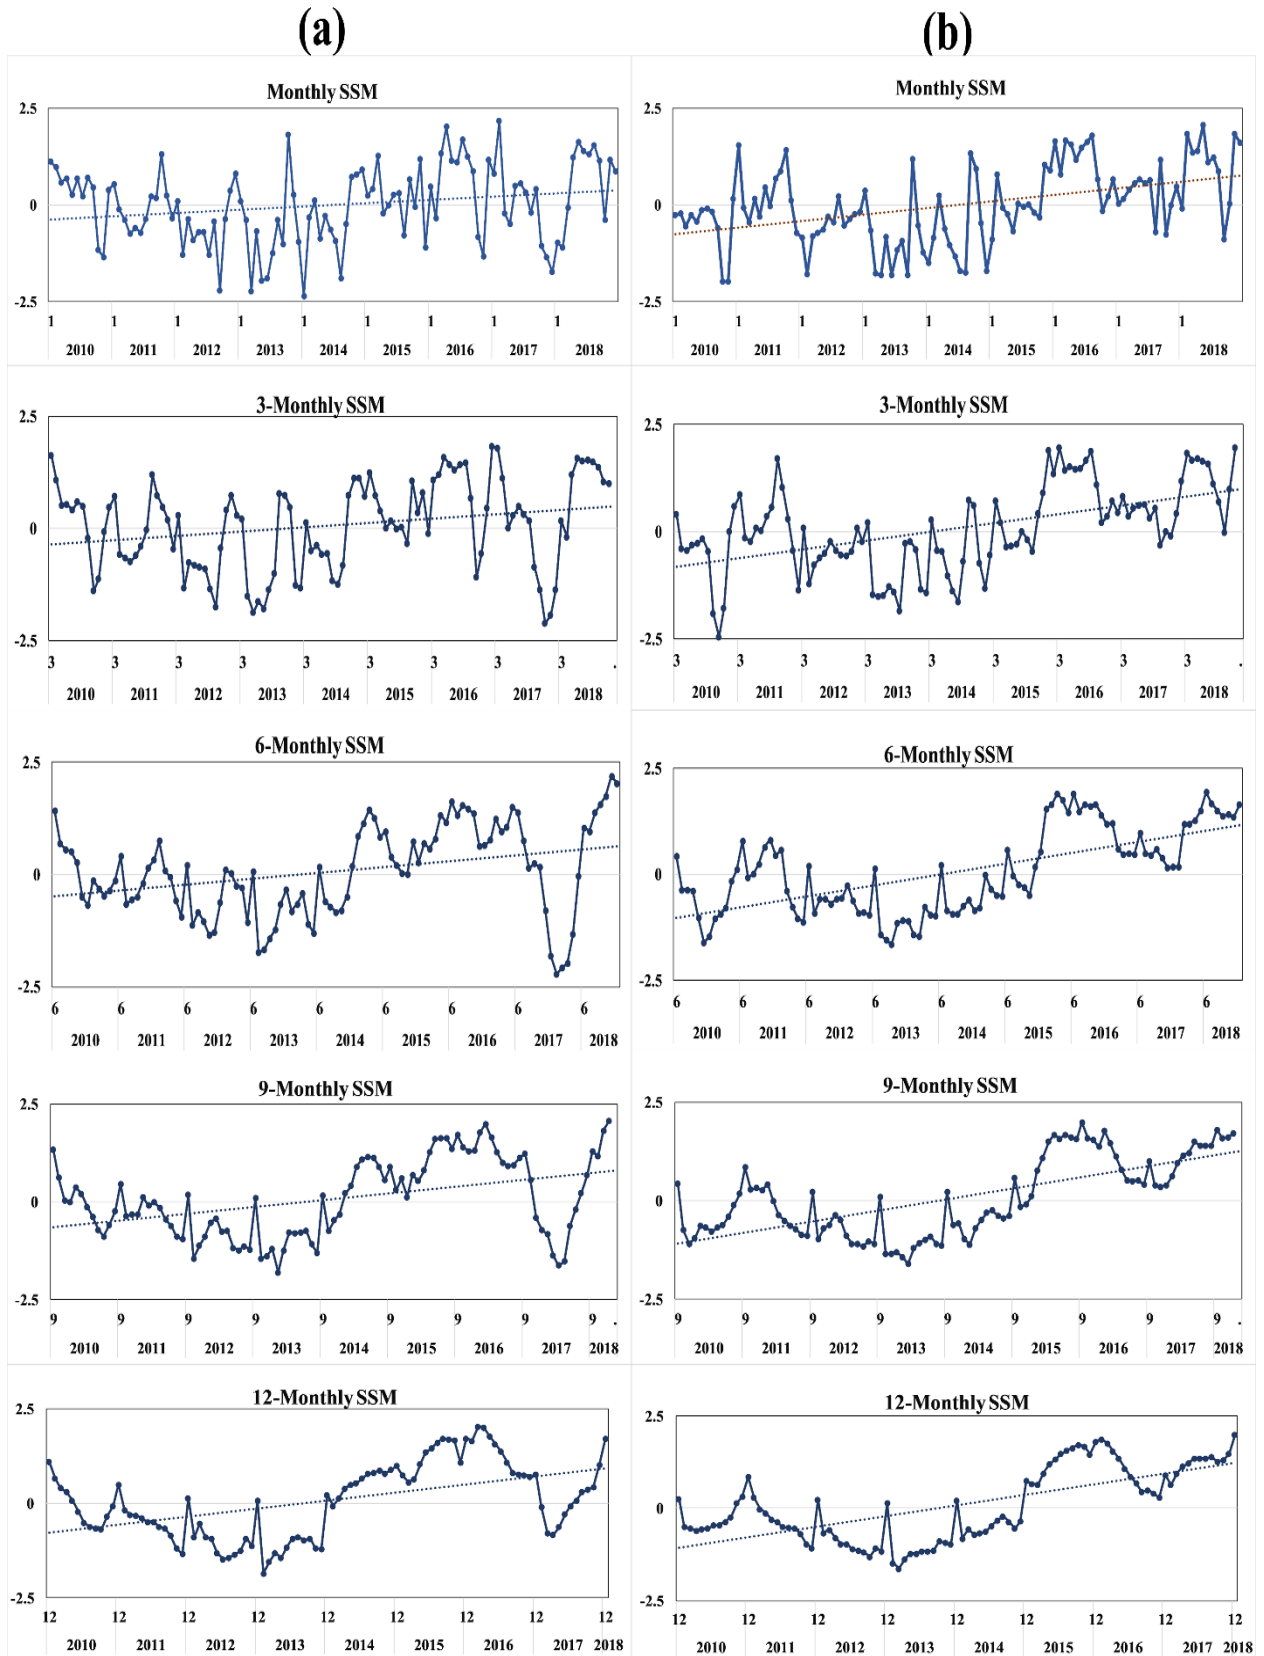 (a)
Monthly SSM
2.5
0
-2.5
1 1 1 1 1 1 1 1 1
2010 2011 2012 2013 2014 2015 2016 2017 2018
3-Monthly SSM
2.5
0
-2.5
3 3 3 3 3 3 3 3 3 .
2010 2011 2012 2013 2014 2015 2016 2017 2018
6-Monthly SSM
2.5
0
-2.5
6 6 6 6 6 6 6 6 6
2010 2011 2012 2013 2014 2015 2016 2017 2018
9-Monthly SSM
2.5
0
-2.5
9 9 9 9 9 9 9 9 9 .
2010 2011 2012 2013 2014 2015 2016 2017 2018
12-Monthly SSM
2.5
0
-2.5
12 12 12 12 12 12 12 12 12
2010 2011 2012 2013 2014 2015 2016 2017 2018
(b)
Monthly SSM
2.5
0
-2.5
1 1 1 1 1 1 1 1 1
2010 2011 2012 2013 2014 2015 2016 2017 2018
3-Monthly SSM
2.5
0
-2.5
3 3 3 3 3 3 3 3 3 .
2010 2011 2012 2013 2014 2015 2016 2017 2018
6-Monthly SSM
2.5
0
-2.5
6 6 6 6 6 6 6 6 6
2010 2011 2012 2013 2014 2015 2016 2017 2018
9-Monthly SSM
2.5
0
-2.5
9 9 9 9 9 9 9 9 9 .
2010 2011 2012 2013 2014 2015 2016 2017 2018
12-Monthly SSM
2.5
0
-2.5
12 12 12 12 12 12 12 12 12
2010 2011 2012 2013 2014 2015 2016 2017 2018